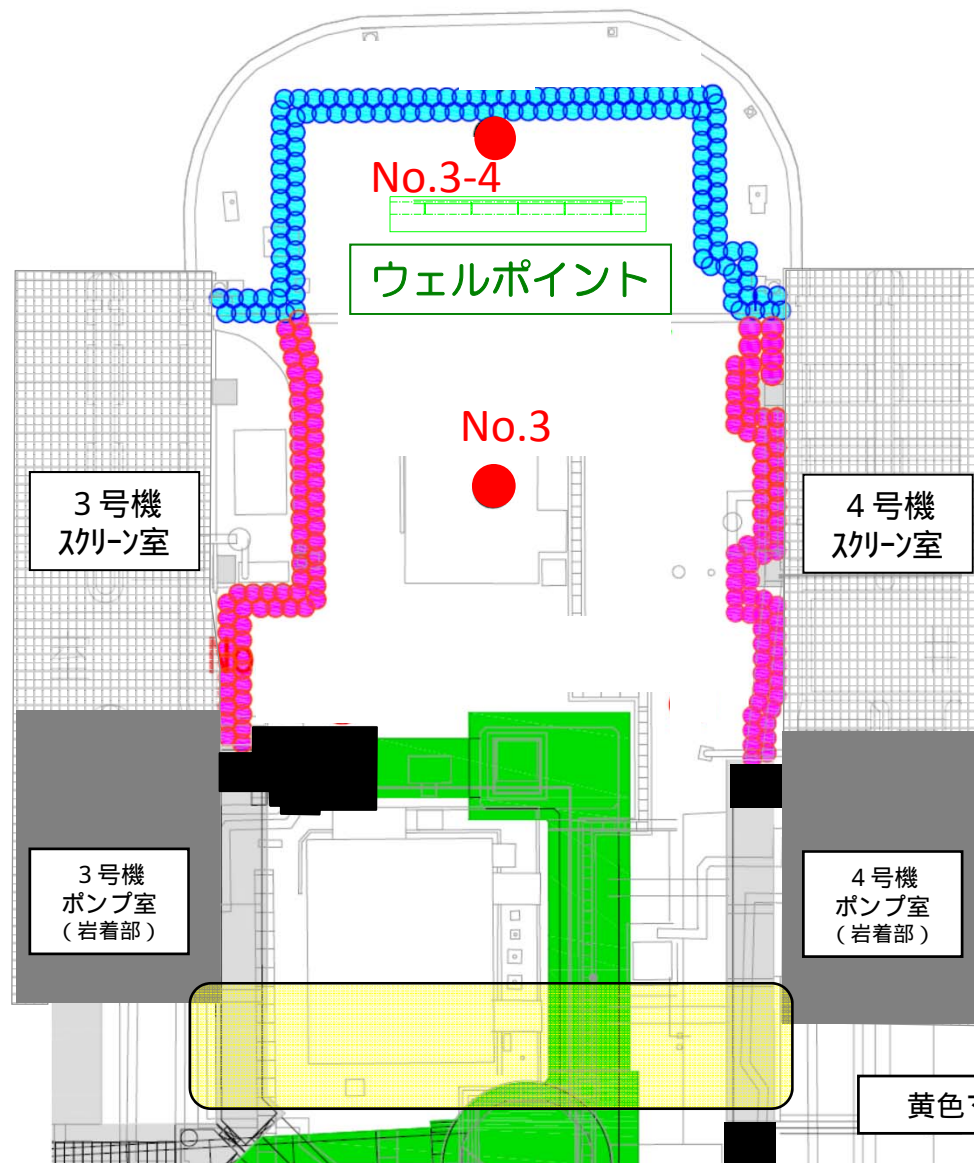 No.3-4
ウェルポイント
No.3
３号機
スクリーン室
４号機
スクリーン室
３号機
ポンプ室
（岩着部）
４号機
ポンプ室
（岩着部）
黄色